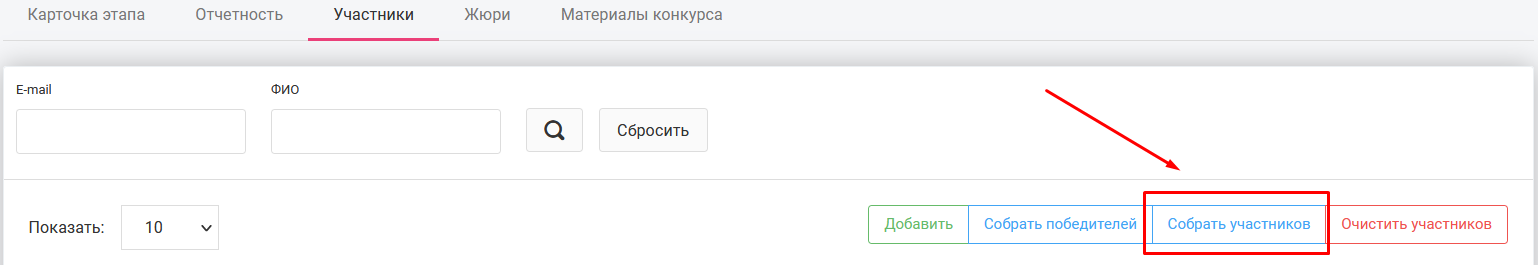 Карточка этапа Отчетность Участники Жюри Материалы конкурса
E-mail ФИО
Сбросить
Показать: 10 Добавить Собрать победителей Собрать участников Очистить участников